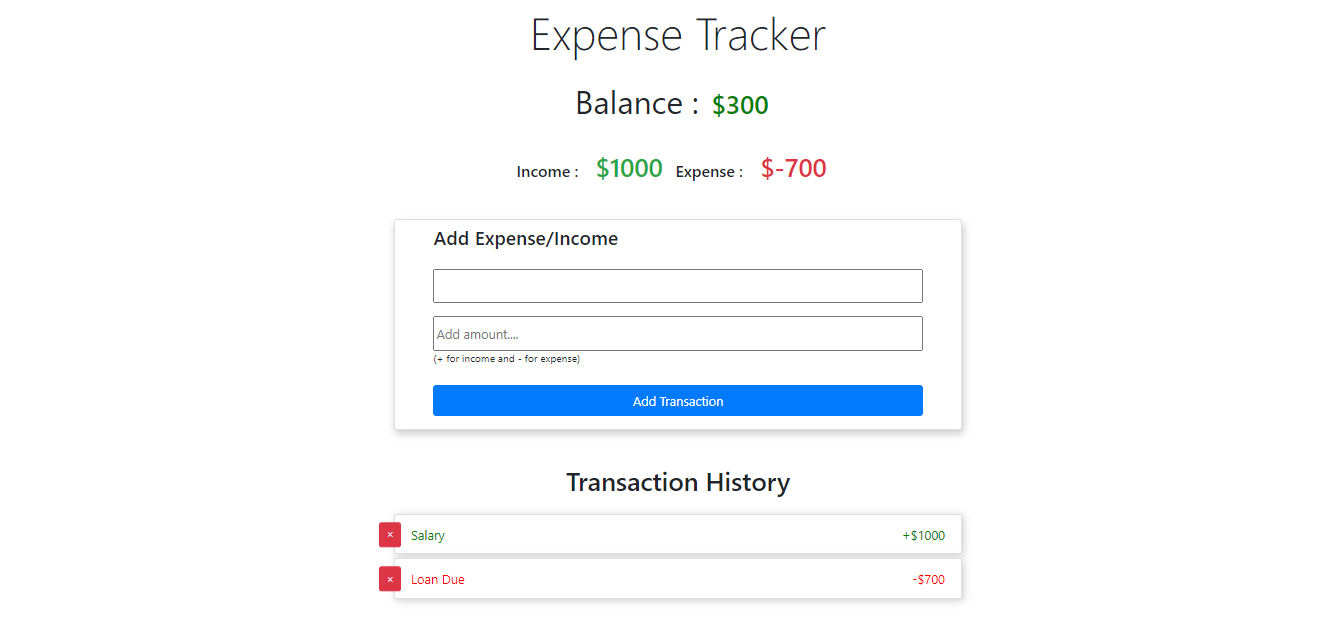 Expense Tracker
Balance : $300
Income : $1000 Expense : $-700
Add Expense/Income
Add amount....
(+ for income and - for expense)
Add Transaction
Transaction History
× Salary +$1000
× Loan Due -$700